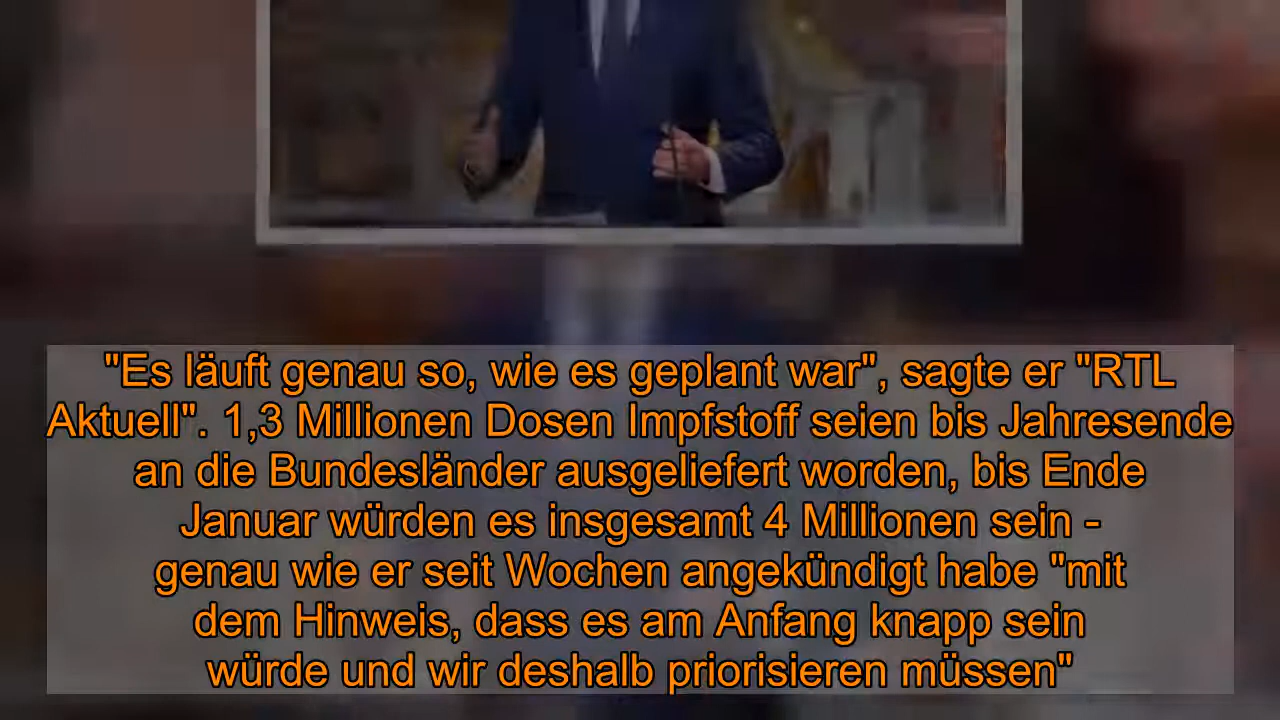 "Es läuft genau so, wie es geplant war", sagte er "RTL
Aktuell". 1,3 Millionen Dosen Impfstoff seien bis Jahresende
an die Bundesländer ausgeliefert worden, bis Ende
Januar würden es insgesamt 4 Millionen sein -
genau wie er seit Wochen angekündigt habe "mit
dem Hinweis, dass es am Anfang knapp sein
würde und wir deshalb priorisieren müssen"